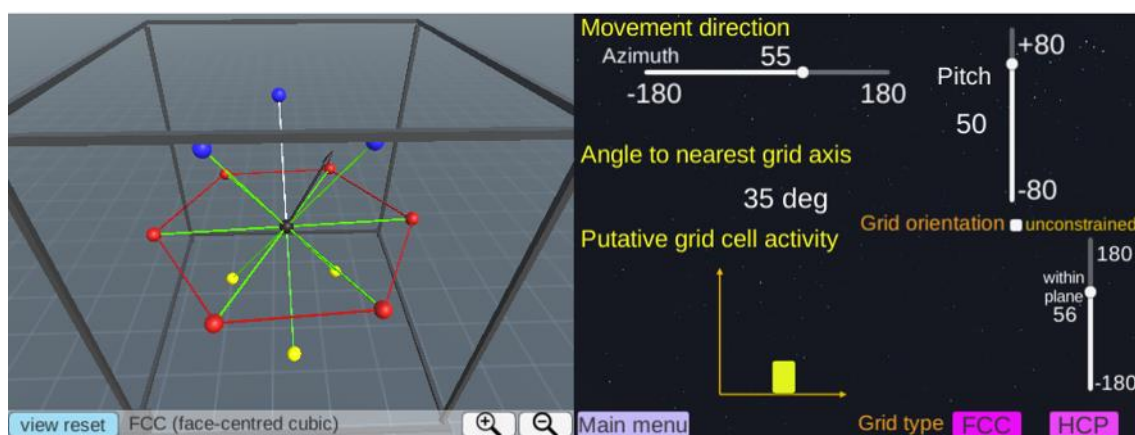 Movement direction
Azimuth 55
-180 180
+80
Pitch
50
-80
Angle to nearest grid axis
35 deg
Grid orientation unconstrained
Putative grid cell activity
180
within
plane
56
-180
view reset FCC (face-centred cubic) Main menu Grid type FCC HCP